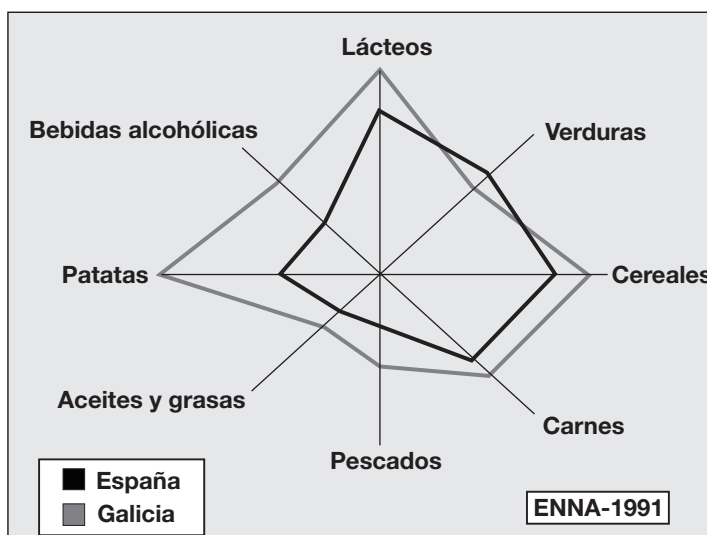 Lácteos
Bebidas alcohólicas
Verduras
Patatas
Cereales
Aceites y grasas
Carnes
Pescados
España
Galicia
ENNA-1991